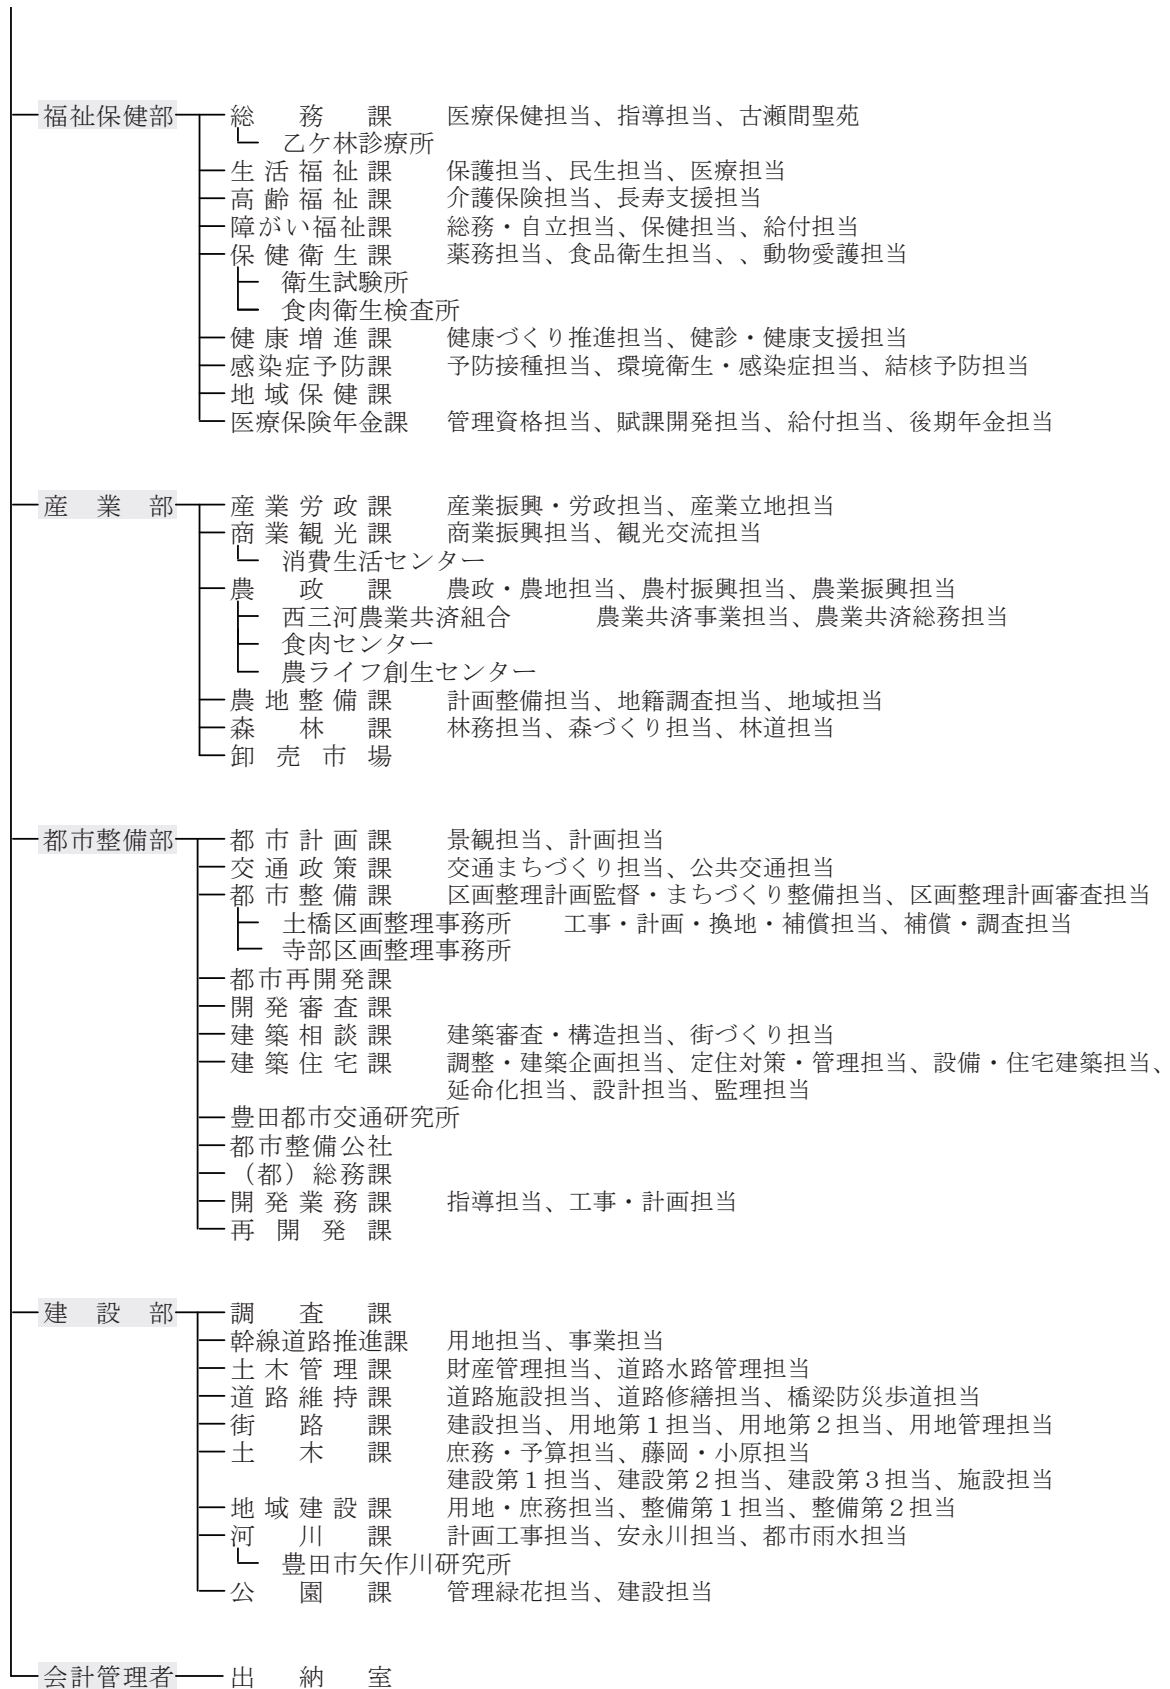 福祉保健部 総務課 医療保健担当、指導担当、古瀬間聖苑
乙ケ林診療所
生活福祉課 保護担当、民生担当、医療担当
高齢福祉課 介護保険担当、長寿支援担当
障がい福祉課 総務・自立担当、保健担当、給付担当
保健衛生課 薬務担当、食品衛生担当、、動物愛護担当
衛生試験所
食肉衛生検査所
健康増進課 健康づくり推進担当、健診・健康支援担当
感染症予防課 予防接種担当、環境衛生・感染症担当、結核予防担当
地域保健課
医療保険年金課 管理資格担当、賦課開発担当、給付担当、後期年金担当
産業部 産業労政課 産業振興・労政担当、産業立地担当
商業観光課 商業振興担当、観光交流担当
消費生活センター
農政課 農政・農地担当、農村振興担当、農業振興担当
西三河農業共済組合 農業共済事業担当、農業共済総務担当
食肉センター
農ライフ創生センター
農地整備課 計画整備担当、地籍調査担当、地域担当
森林課 林務担当、森づくり担当、林道担当
卸売市場
都市整備部 都市計画課 景観担当、計画担当
交通政策課 交通まちづくり担当、公共交通担当
都市整備課 区画整理計画監督・まちづくり整備担当、区画整理計画審査担当
土橋区画整理事務所 工事・計画・換地・補償担当、補償・調査担当
寺部区画整理事務所
都市再開発課
開発審査課
建築相談課 建築審査・構造担当、街づくり担当
建築住宅課 調整・建築企画担当、定住対策・管理担当、設備・住宅建築担当、
延命化担当、設計担当、監理担当
豊田都市交通研究所
都市整備公社
（都）総務課
開発業務課 指導担当、工事・計画担当
再開発課
建設部 調査課
幹線道路推進課 用地担当、事業担当
土木管理課 財産管理担当、道路水路管理担当
道路維持課 道路施設担当、道路修繕担当、橋梁防災歩道担当
街路課 建設担当、用地第１担当、用地第２担当、用地管理担当
土木課 庶務・予算担当、藤岡・小原担当
建設第１担当、建設第２担当、建設第３担当、施設担当
地域建設課 用地・庶務担当、整備第１担当、整備第２担当
河川課 計画工事担当、安永川担当、都市雨水担当
豊田市矢作川研究所
公園課 管理緑花担当、建設担当
会計管理者 出納室